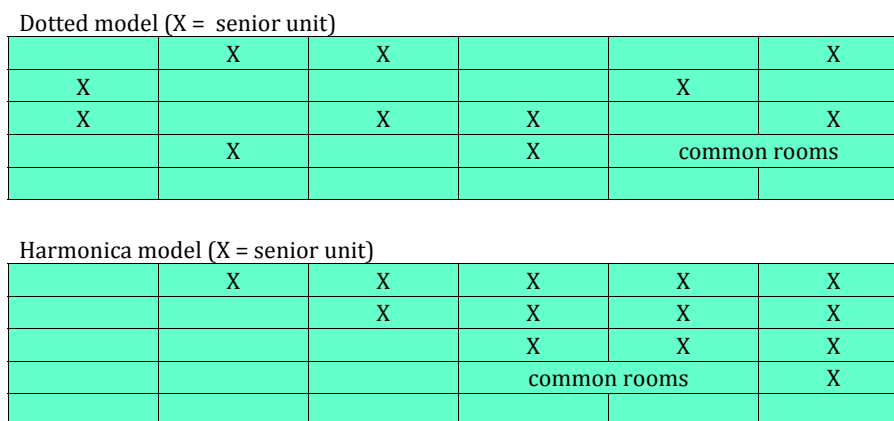 Dotted model (X = senior unit)
X X X
X X
X X X X
X X common rooms
Harmonica model (X = senior unit)
X X X X X
X X X X
X X X
common rooms X